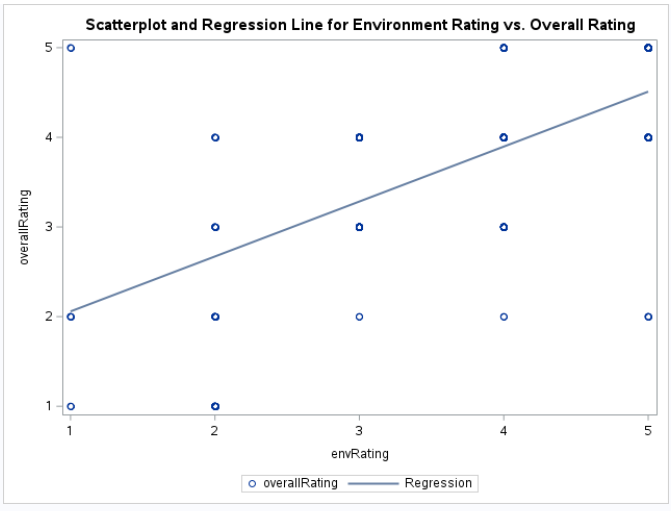 Scatterplot and Regression Line for Environment Rating vs. Overall Rating
5
4
3
2
1
overallRating
1 2 3 4 5
envRating
overallRating Regression